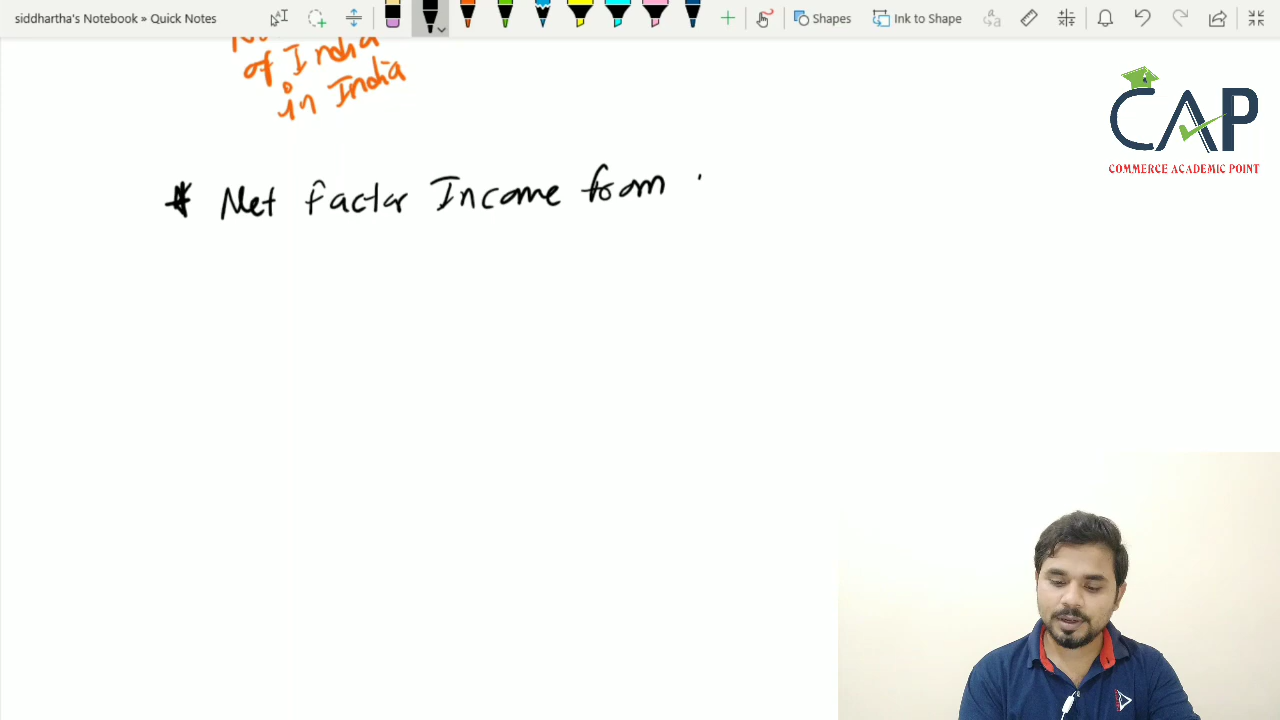 siddhartha's Notebook » Quick Notes
Shapes
Ink to Shape
of India
in India
CAP
COMMERCE ACADEMIC POINT
* Net factor Income from